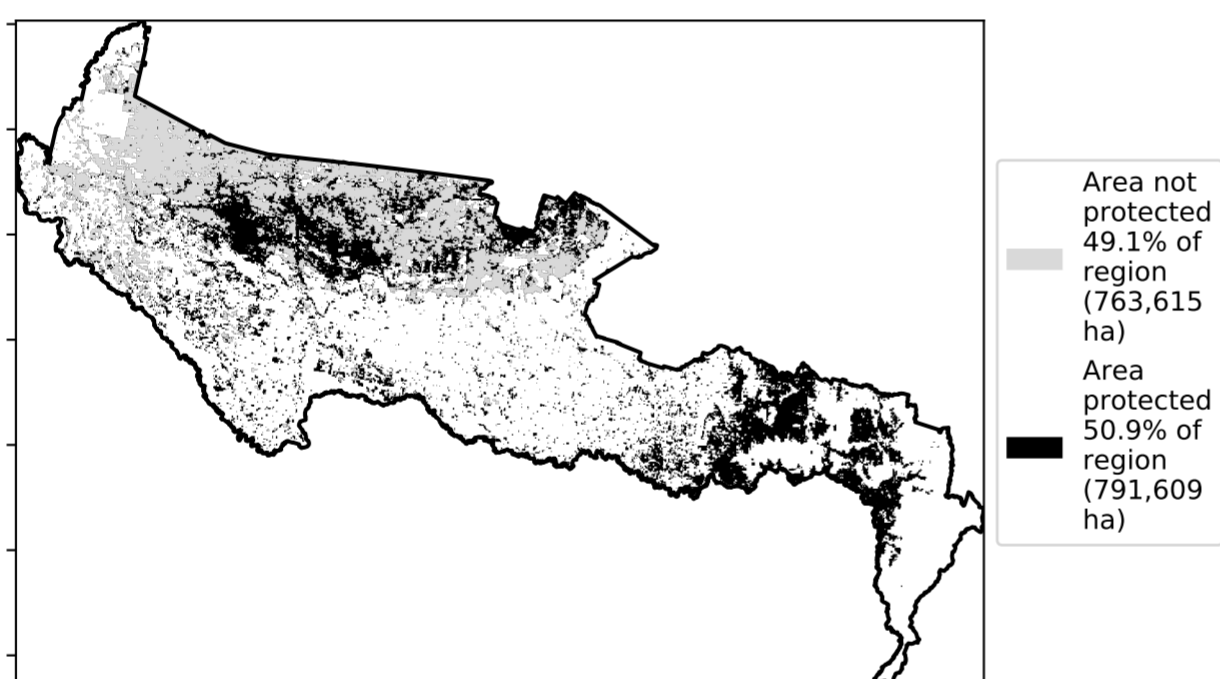 Area not
protected
49.1% of
region
(763,615
ha)
Area
protected
50.9% of
region
(791,609
ha)